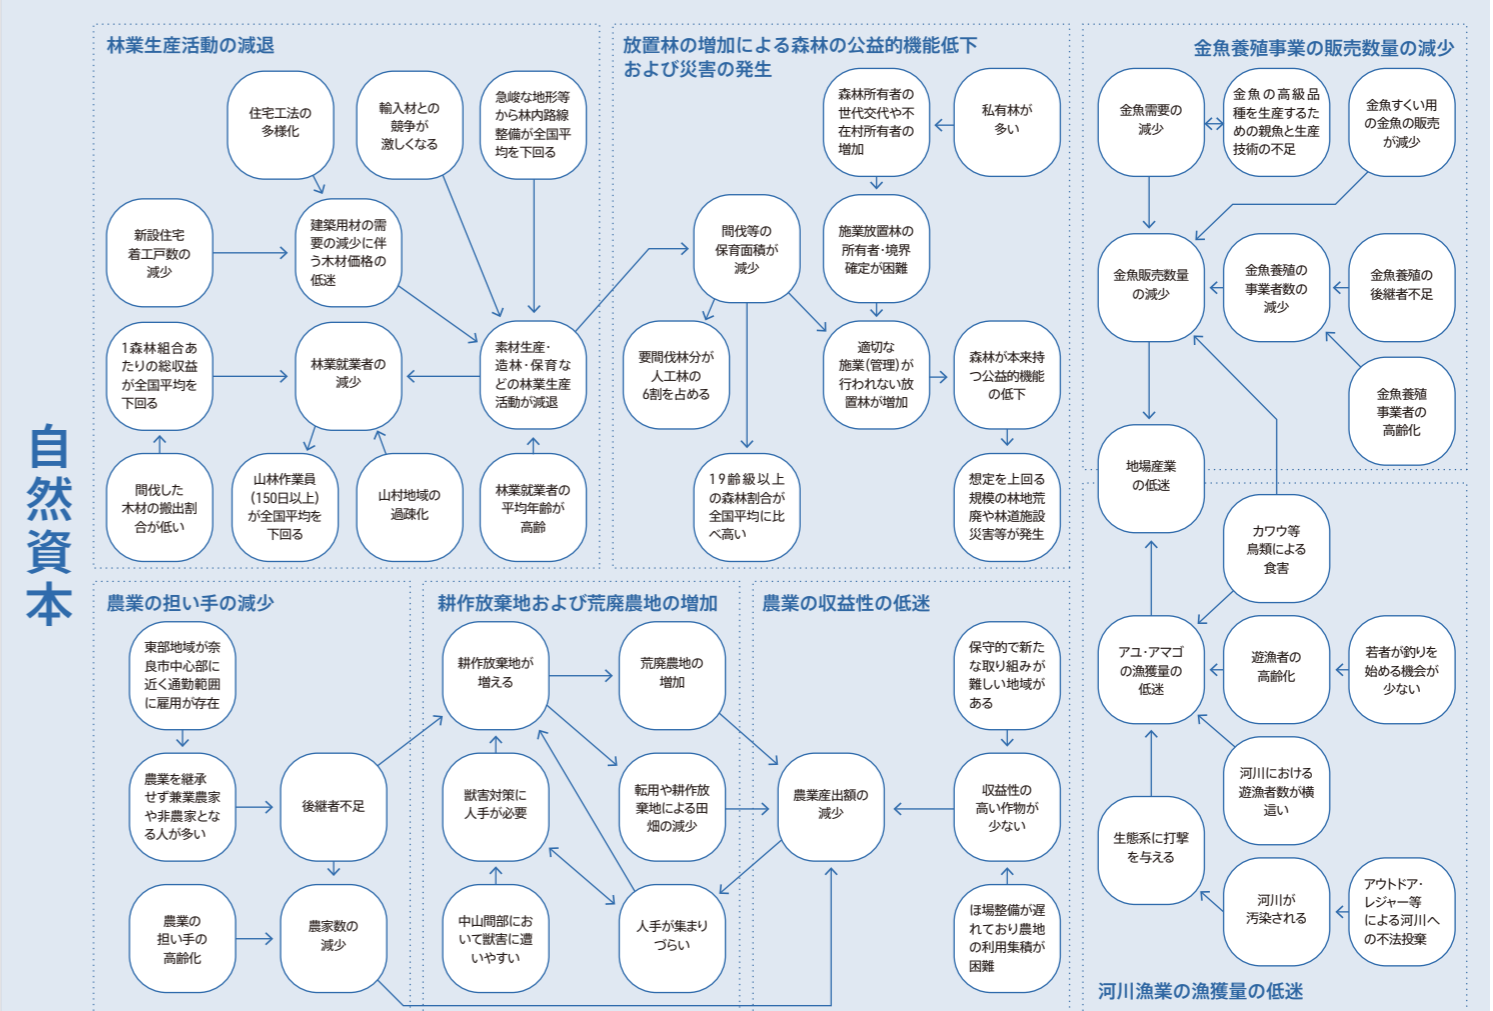 自然資本
林業生産活動の減退
住宅工法の
多様化
輸入材との
競争が
激しくなる
急峻な地形等
から林内路線
整備が全国平
均を下回る
新設住宅
着工戸数の
減少
建築用材の需
要の減少に伴
う木材価格の
低迷
1森林組合あ
たりの総収益
が全国平均を
下回る
林業就業者の
減少
素材生産・
造林・保育な
どの林業生産
活動が減退
間伐した
木材の搬出割
合が低い
山林作業員
(150日以上)
が全国平均を
下回る
山村地域の
過疎化
林業就業者の
平均年齢が
高齢
放置林の増加による森林の公益的機能低下
および災害の発生
森林所有者の
世代交代や不
在村所有者の
増加
私有林が
多い
間伐等の
保育面積が
減少
施業放置林の
所有者・境界
確定が困難
要間伐林分が
人工林の
6割を占める
適切な
施業(管理)が
行われない放
置林が増加
森林が本来持
つ公益的機能
の低下
19齢級以上
の森林割合が
全国平均に比
べ高い
想定を上回る
規模の林地荒
廃や林道施設
災害等が発生
金魚養殖事業の販売数量の減少
金魚需要の
減少
金魚の高級品
種を生産するた
めの親魚と生産
技術の不足
金魚すくい用
の金魚の販売
が減少
金魚販売数量
の減少
金魚養殖の
事業者数の
減少
金魚養殖の
後継者不足
金魚養殖
事業者の
高齢化
地場産業
の低迷
カワウ等
鳥類による
食害
アユ・アマゴ
の漁獲量の
低迷
遊漁者の
高齢化
若者が釣りを
始める機会が
少ない
河川における
遊漁者数が横
這い
生態系に打撃
を与える
河川が
汚染される
アウトドア・
レジャー等
による河川へ
の不法投棄
河川漁業の漁獲量の低迷
農業の担い手の減少
東部地域が奈
良市中心部に
近く通勤範囲
に雇用が存在
農業を継承
せず兼業農家
や非農家とな
る人が多い
後継者不足
農業の
担い手の
高齢化
農家数の
減少
耕作放棄地および荒廃農地の増加
耕作放棄地が
増える
荒廃農地の
増加
獣害対策に
人手が必要
転用や耕作放
棄地による田
畑の減少
中山間部にお
いて獣害に遭
いやすい
人手が集まり
づらい
農業の収益性の低迷
保守的で新た
な取り組みが
難しい地域が
ある
農業産出額の
減少
収益性の
高い作物が
少ない
ほ場整備が遅
れており農地
の利用集積が
困難